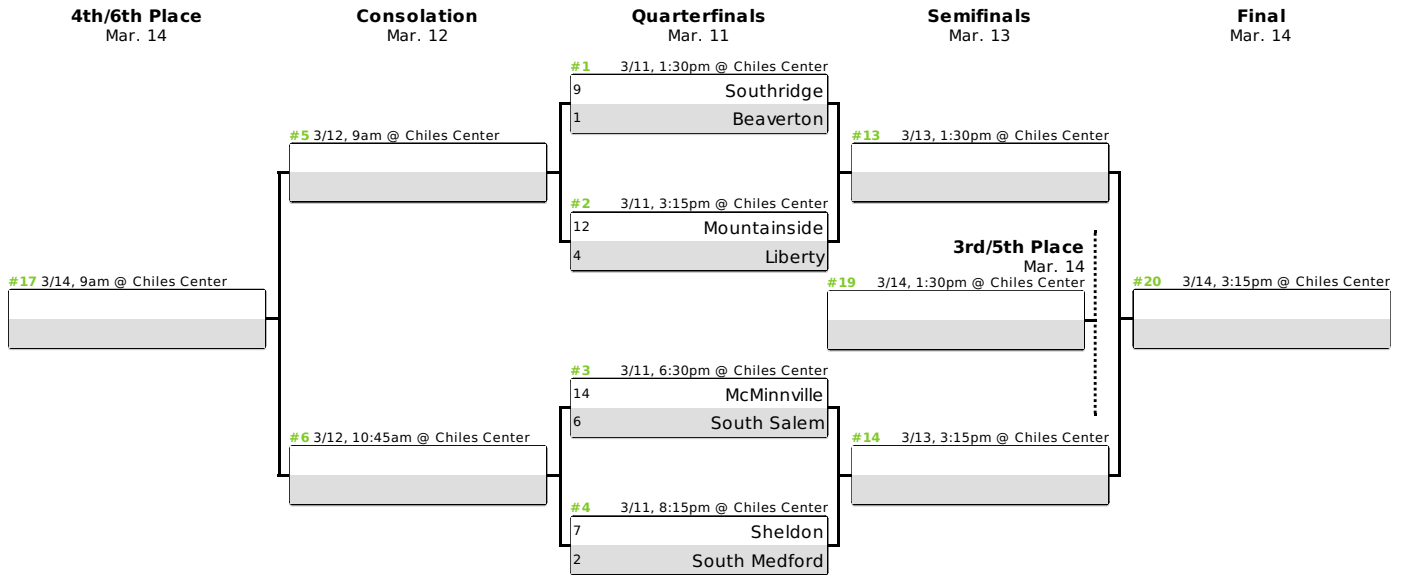 4th/6th Place
Mar. 14
Consolation
Mar. 12
Quarterfinals
Mar. 11
Semifinals
Mar. 13
Final
Mar. 14
#1 3/11, 1:30pm @ Chiles Center
9 Southridge
1 Beaverton
#5 3/12, 9am @ Chiles Center
#13 3/13, 1:30pm @ Chiles Center
#2 3/11, 3:15pm @ Chiles Center
12 Mountainside
4 Liberty
3rd/5th Place
Mar. 14
#17 3/14, 9am @ Chiles Center
#19 3/14, 1:30pm @ Chiles Center
#20 3/14, 3:15pm @ Chiles Center
#3 3/11, 6:30pm @ Chiles Center
14 McMinnville
6 South Salem
#6 3/12, 10:45am @ Chiles Center
#14 3/13, 3:15pm @ Chiles Center
#4 3/11, 8:15pm @ Chiles Center
7 Sheldon
2 South Medford